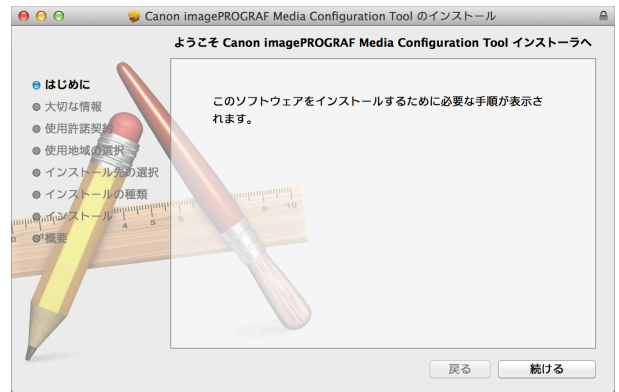 Canon imagePROGRAF Media Configuration Tool のインストール
ようこそ Canon imagePROGRAF Media Configuration Tool インストーラへ
はじめに
大切な情報
使用許諾契約
使用地域の選択
インストール先の選択
インストールの種類
インストール
概要
このソフトウェアをインストールするために必要な手順が表示さ
れます。
4 5 6 9 10
戻る 続ける